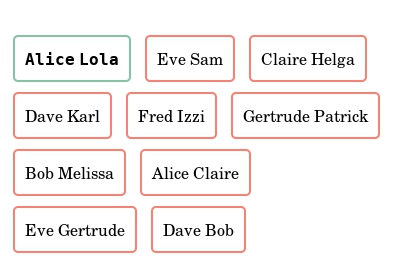 Alice Lola Eve Sam Claire Helga
Dave Karl Fred Izzi Gertrude Patrick
Bob Melissa Alice Claire
Eve Gertrude Dave Bob